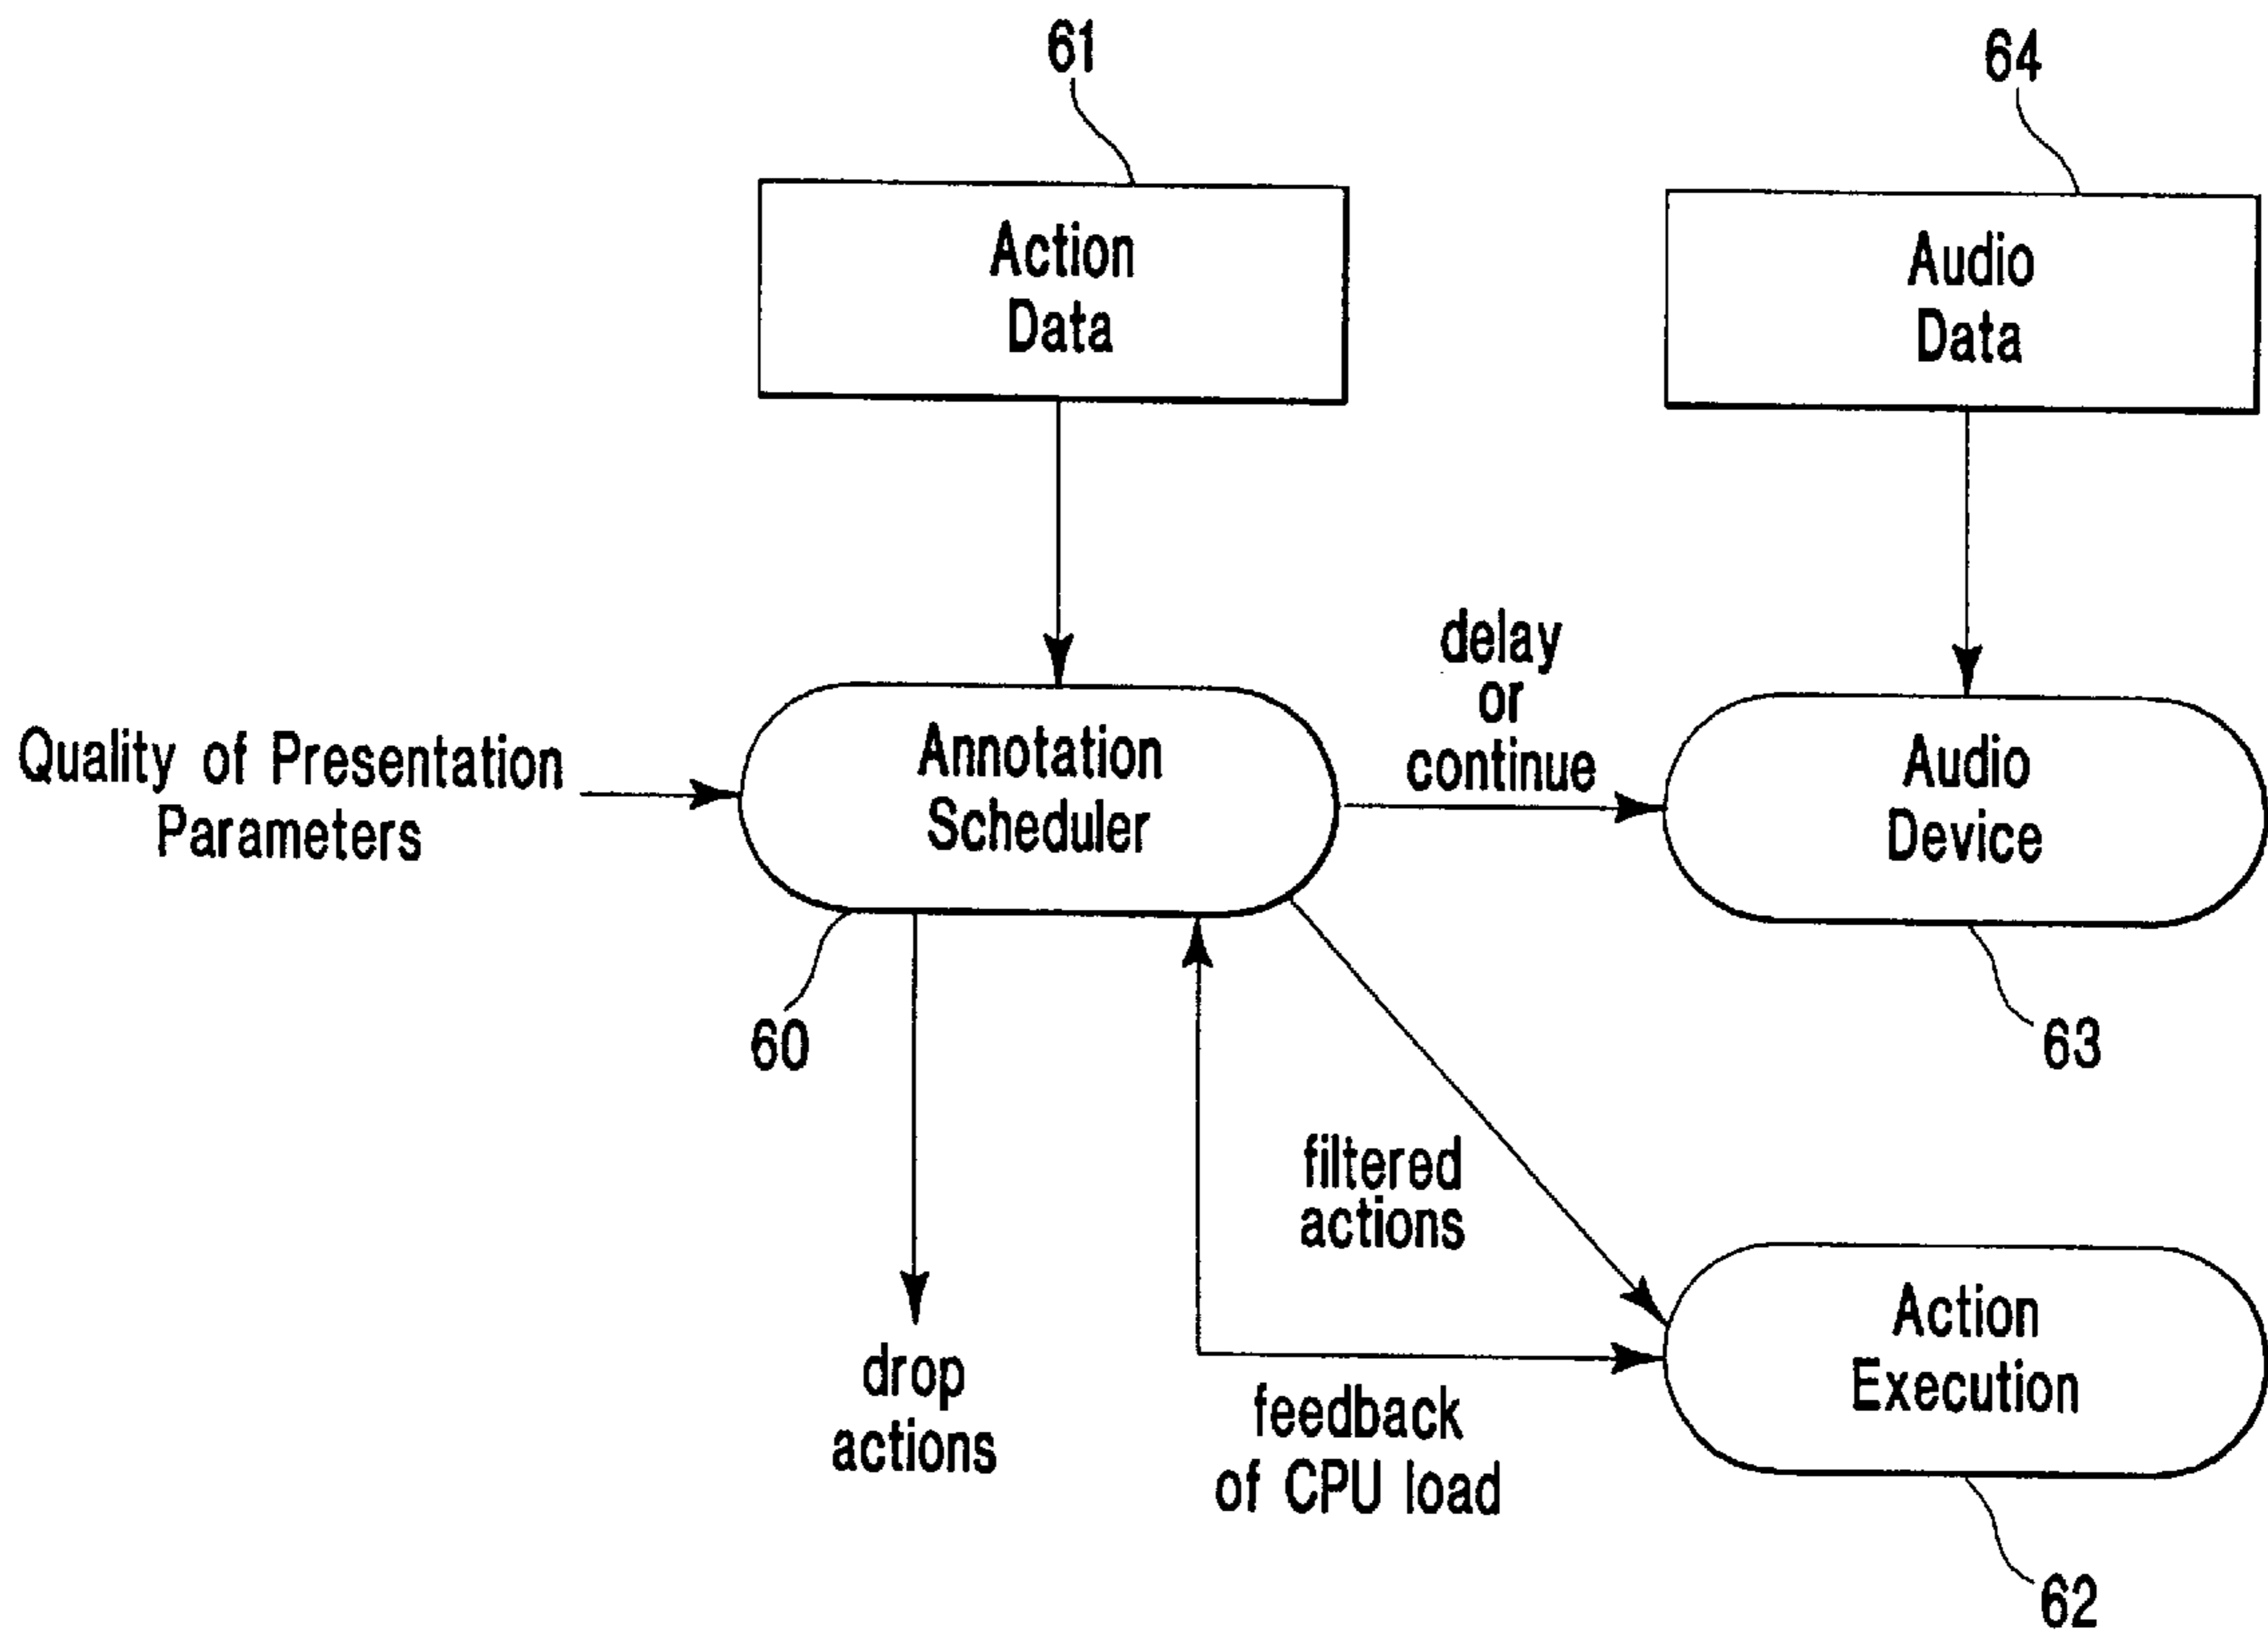 61
64
Action
Data
Audio
Data
Quality of Presentation
Parameters
Annotation
Scheduler
delay
or
continue
Audio
Device
60
63
filtered
actions
drop
actions
feedback
of CPU load
Action
Execution
62